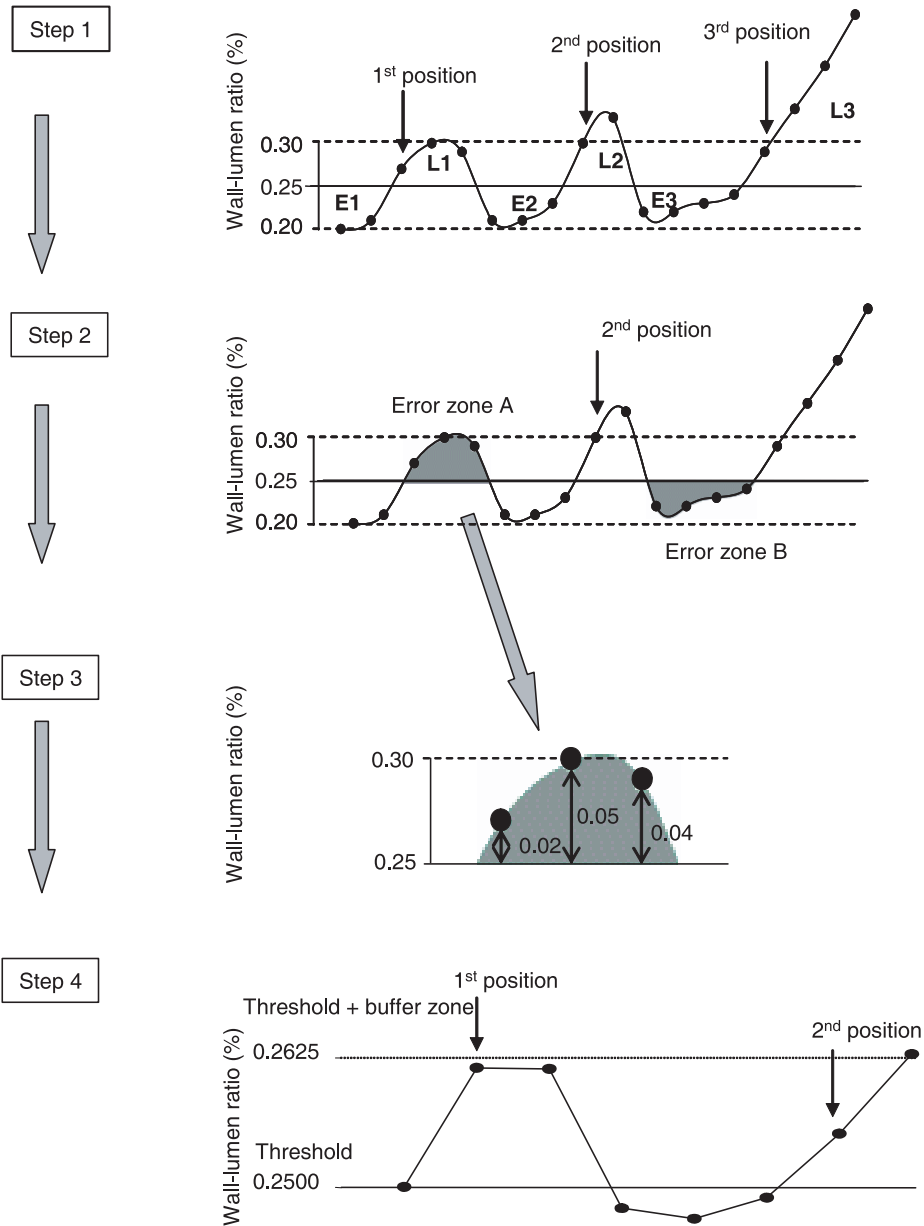 Step 1
Wall-lumen ratio (%)
1st position
2nd position
3rd position
0.30
0.25
0.20
E1
L1
E2
L2
E3
L3
Step 2
Wall-lumen ratio (%)
2nd position
Error zone A
0.30
0.25
0.20
Error zone B
Step 3
Wall-lumen ratio (%)
0.30
0.25
0.02
0.05
0.04
Step 4
Wall-lumen ratio (%)
1st position
Threshold + buffer zone
2nd position
0.2625
Threshold
0.2500